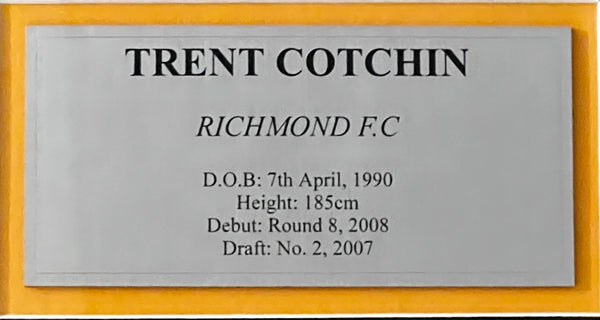 TRENT COTCHIN
RICHMOND F.C
D.O.B: 7th April, 1990
Height: 185cm
Debut: Round 8, 2008
Draft: No. 2, 2007